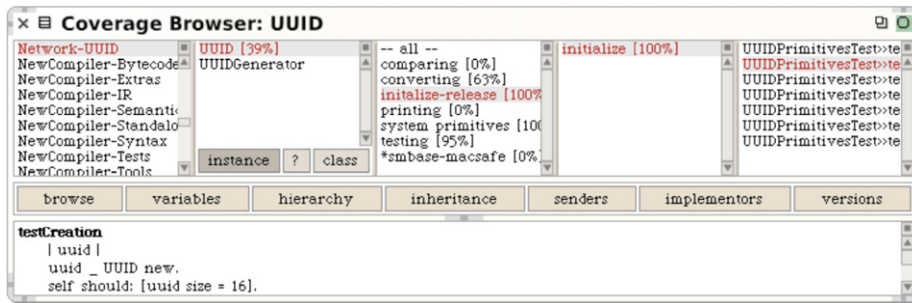 Coverage Browser: UUID
Network-UUID
NewCompiler-Bytecode
NewCompiler-Extras
NewCompiler-IR
NewCompiler-Semantic
NewCompiler-Standalo
NewCompiler-Syntax
NewCompiler-Tests
NewCompiler-Tools
UUID [39%]
UUIDGenerator
instance ? class
-- all --
comparing [0%]
converting [63%]
initalize-release [100%
printing [0%]
system primitives [100
testing [95%]
*smbase-macsafe [0%]
initialize [100%]
UUIDPrimitivesTest>>te
UUIDPrimitivesTest>>te
UUIDPrimitivesTest>>te
UUIDPrimitivesTest>>te
UUIDPrimitivesTest>>te
UUIDPrimitivesTest>>te
UUIDPrimitivesTest>>te
browse variables hierarchy inheritance senders implementors versions
testCreation
| uuid |
uuid _ UUID new.
self should: [uuid size = 16].